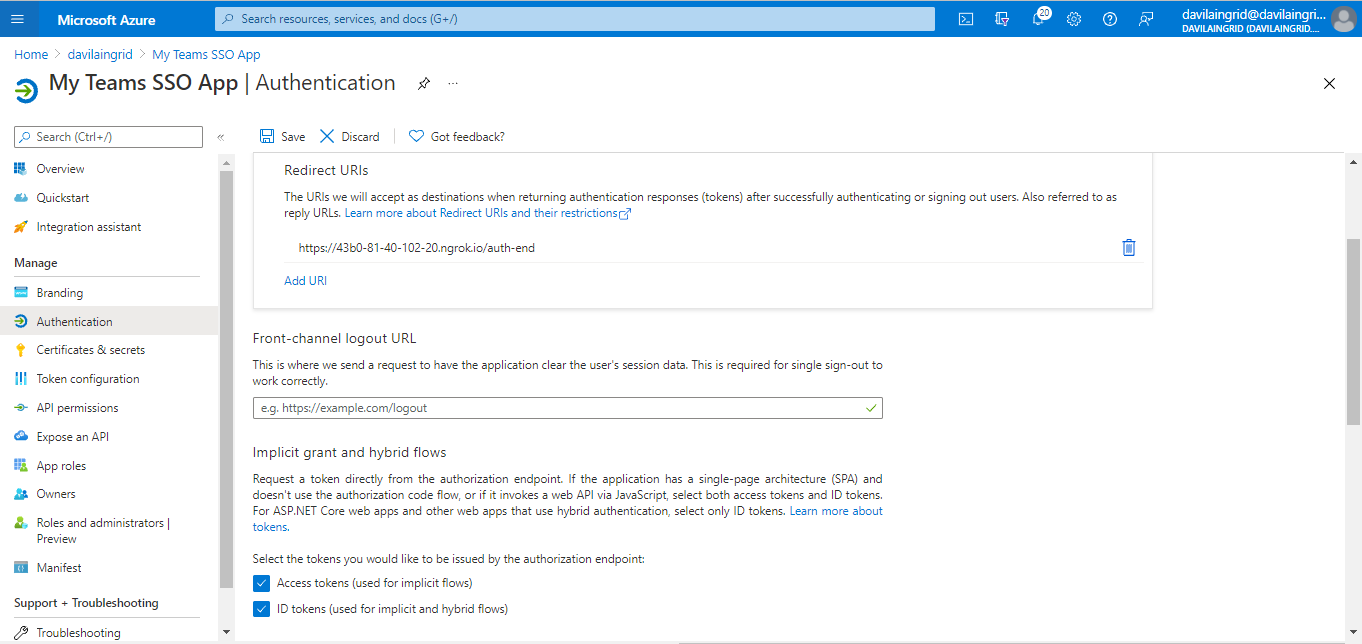 Microsoft Azure
Search resources, services, and docs (G+/)
20
davilaingrid@davilaingri...
DAVILAINGRID (DAVILAINGRID....
Home > davilaingrid > My Teams SSO App
My Teams SSO App | Authentication
...
Search (Ctrl+/)
«
Save
Discard
Got feedback?
Overview
Quickstart
Integration assistant
Manage
Branding
Authentication
Certificates & secrets
Token configuration
API permissions
Expose an API
App roles
Owners
Roles and administrators |
Preview
Manifest
Support + Troubleshooting
Troubleshooting
Redirect URIs
The URIs we will accept as destinations when returning authentication responses (tokens) after successfully authenticating or signing out users. Also referred to as
reply URLs. Learn more about Redirect URIs and their restrictions
https://43b0-81-40-102-20.ngrok.io/auth-end
Add URI
Front-channel logout URL
This is where we send a request to have the application clear the user's session data. This is required for single sign-out to
work correctly.
e.g. https://example.com/logout
Implicit grant and hybrid flows
Request a token directly from the authorization endpoint. If the application has a single-page architecture (SPA) and
doesn't use the authorization code flow, or if it invokes a web API via JavaScript, select both access tokens and ID tokens.
For ASP.NET Core web apps and other web apps that use hybrid authentication, select only ID tokens. Learn more about
tokens.
Select the tokens you would like to be issued by the authorization endpoint:
Access tokens (used for implicit flows)
ID tokens (used for implicit and hybrid flows)